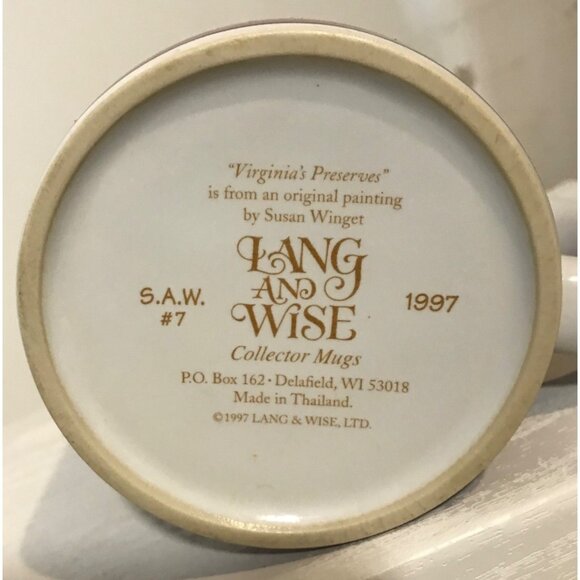 "Virginia's Preserves"
is from an original painting
by Susan Winget
LANG
AND
WISE
S.A.W.
#7
1997
Collector Mugs
P.O. Box 162 · Delafield, WI 53018
Made in Thailand.
©1997 LANG & WISE, LTD.